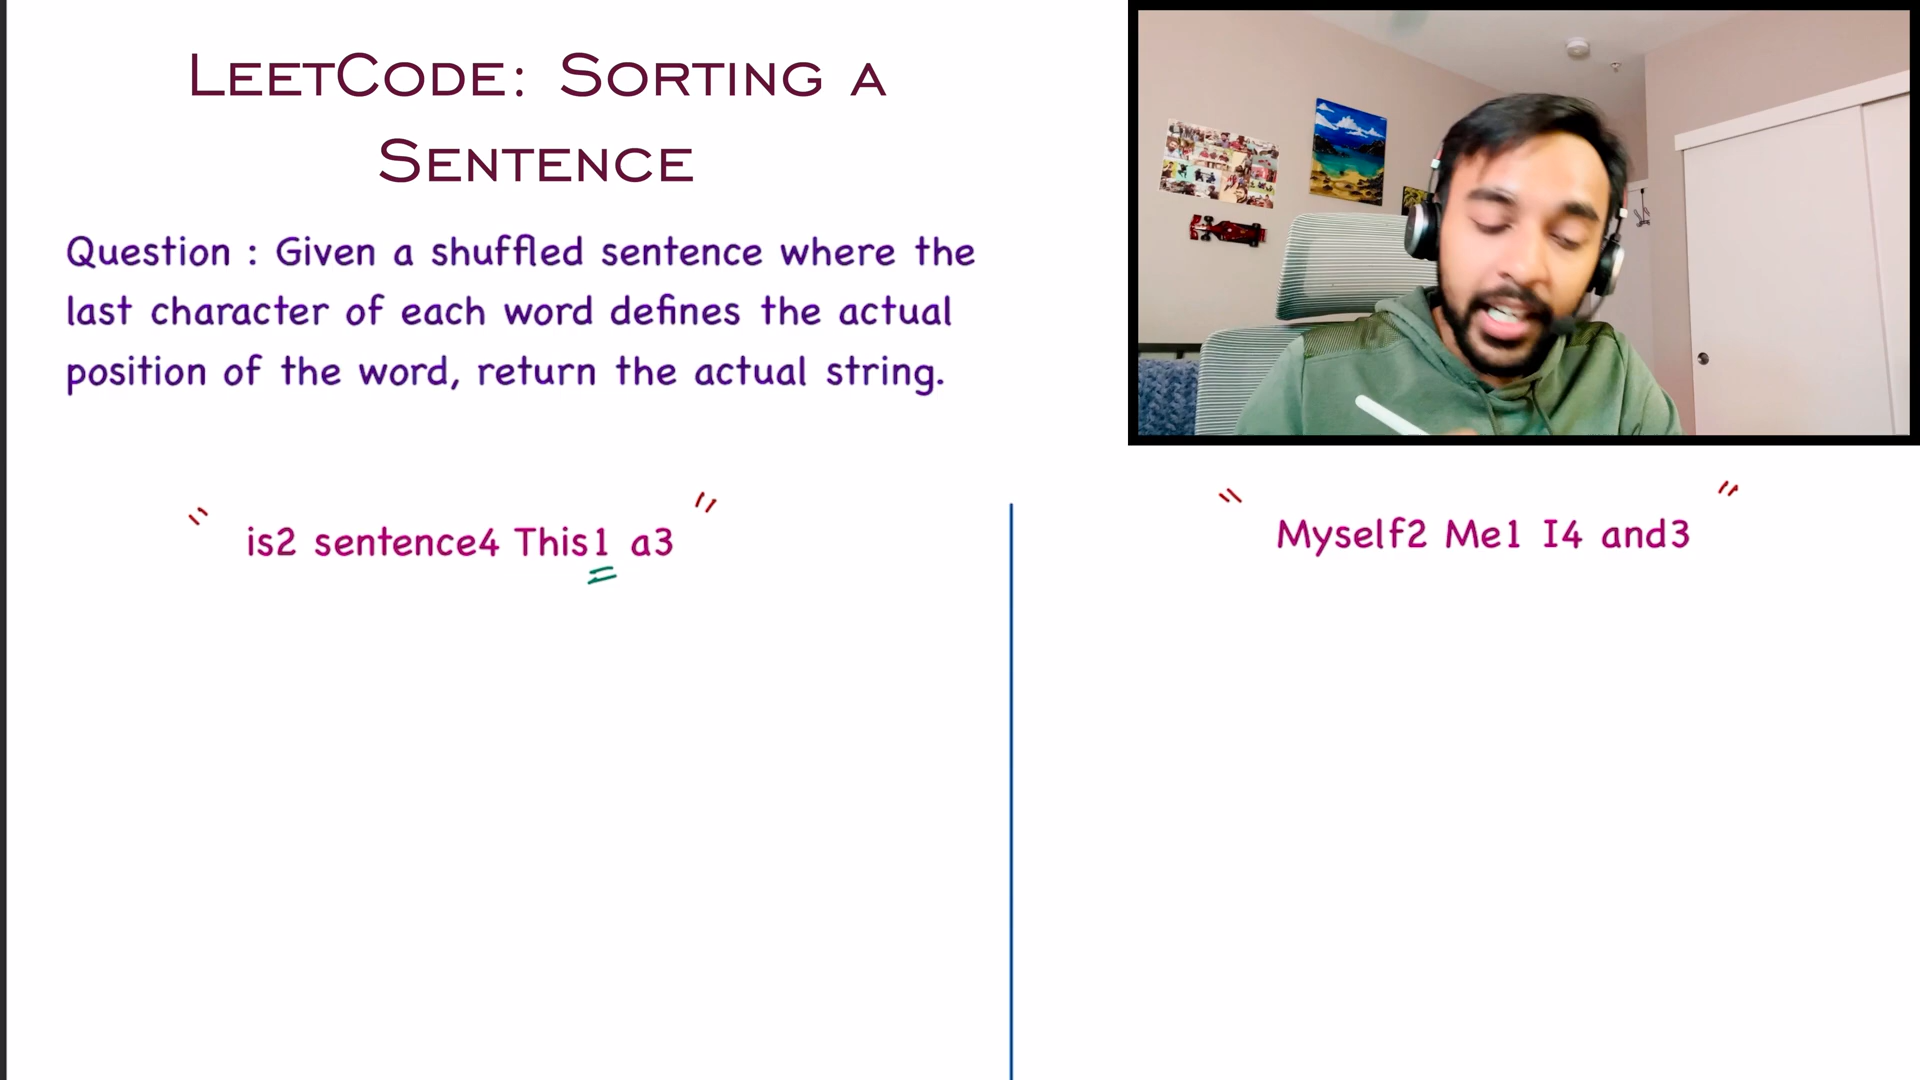 LEETCODE: SORTING A
SENTENCE
Question : Given a shuffled sentence where the
last character of each word defines the actual
position of the word, return the actual string.
" is2 sentence4 This1 a3 "
" Myself2 Me1 I4 and3 "